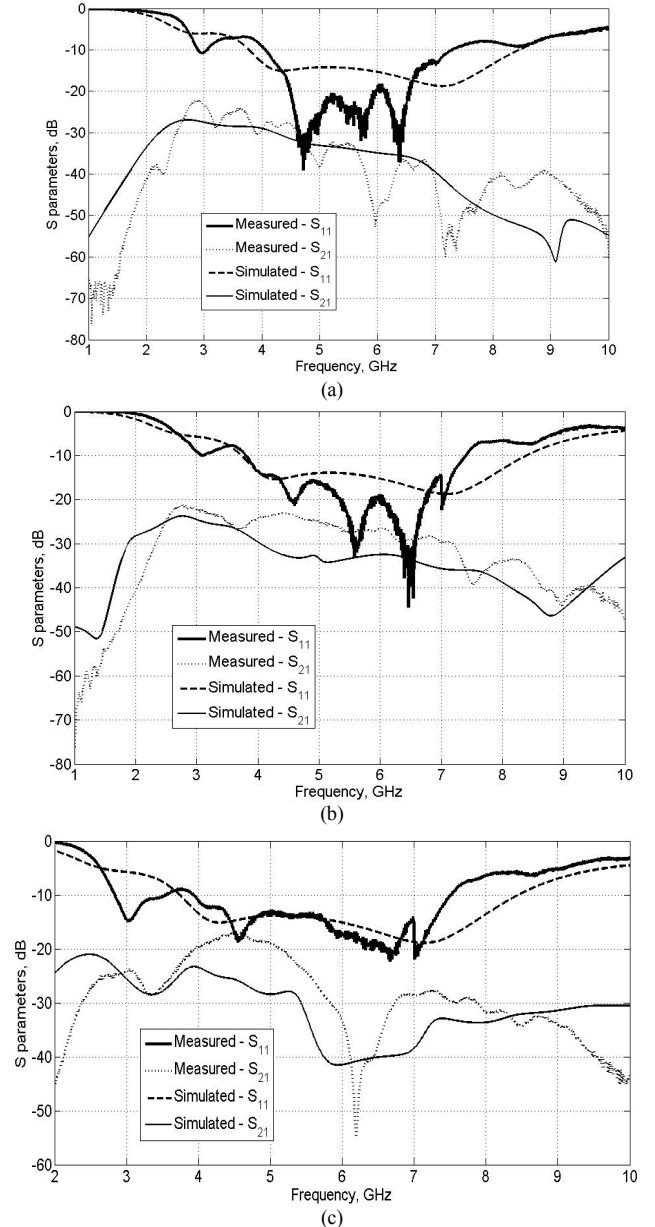 0
-10
-20
-30
-40
-50
-60
-70
-80
S parameters, dB
Measured - S11
Measured - S21
Simulated - S11
Simulated - S21
1 2 3 4 5 6 7 8 9 10
Frequency, GHz
(a)
0
-10
-20
-30
-40
-50
-60
-70
-80
S parameters, dB
Measured - S11
Measured - S21
Simulated - S11
Simulated - S21
1 2 3 4 5 6 7 8 9 10
Frequency, GHz
(b)
0
-10
-20
-30
-40
-50
-60
S parameters, dB
Measured - S11
Measured - S21
Simulated - S11
Simulated - S21
2 3 4 5 6 7 8 9 10
Frequency, GHz
(c)